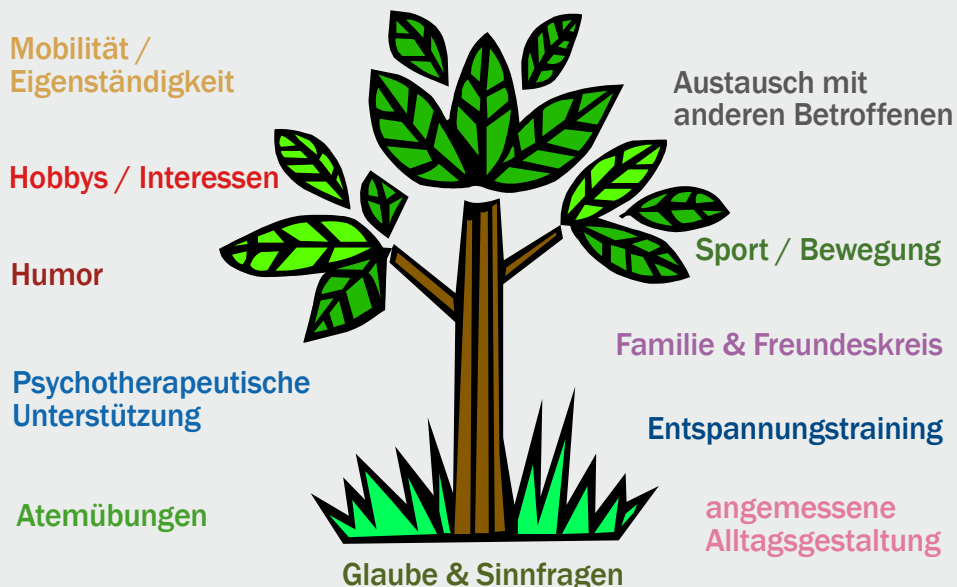 Mobilität /
Eigenständigkeit
Hobbys / Interessen
Humor
Psychotherapeutische
Unterstützung
Atemübungen
Austausch mit
anderen Betroffenen
Sport / Bewegung
Familie & Freundeskreis
Entspannungstraining
angemessene
Alltagsgestaltung
Glaube & Sinnfragen